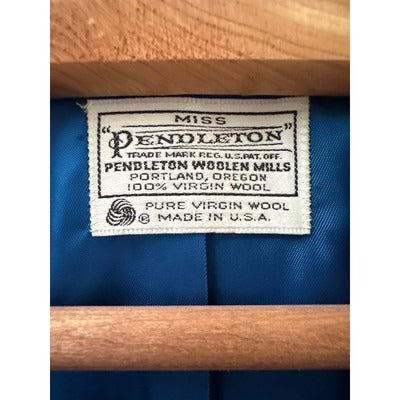 MISS
"PENDLETON"
TRADE MARK REG. U.S. PAT. OFF.
PENDLETON WOOLEN MILLS
PORTLAND, OREGON
100% VIRGIN WOOL
PURE VIRGIN WOOL
® MADE IN U.S.A.